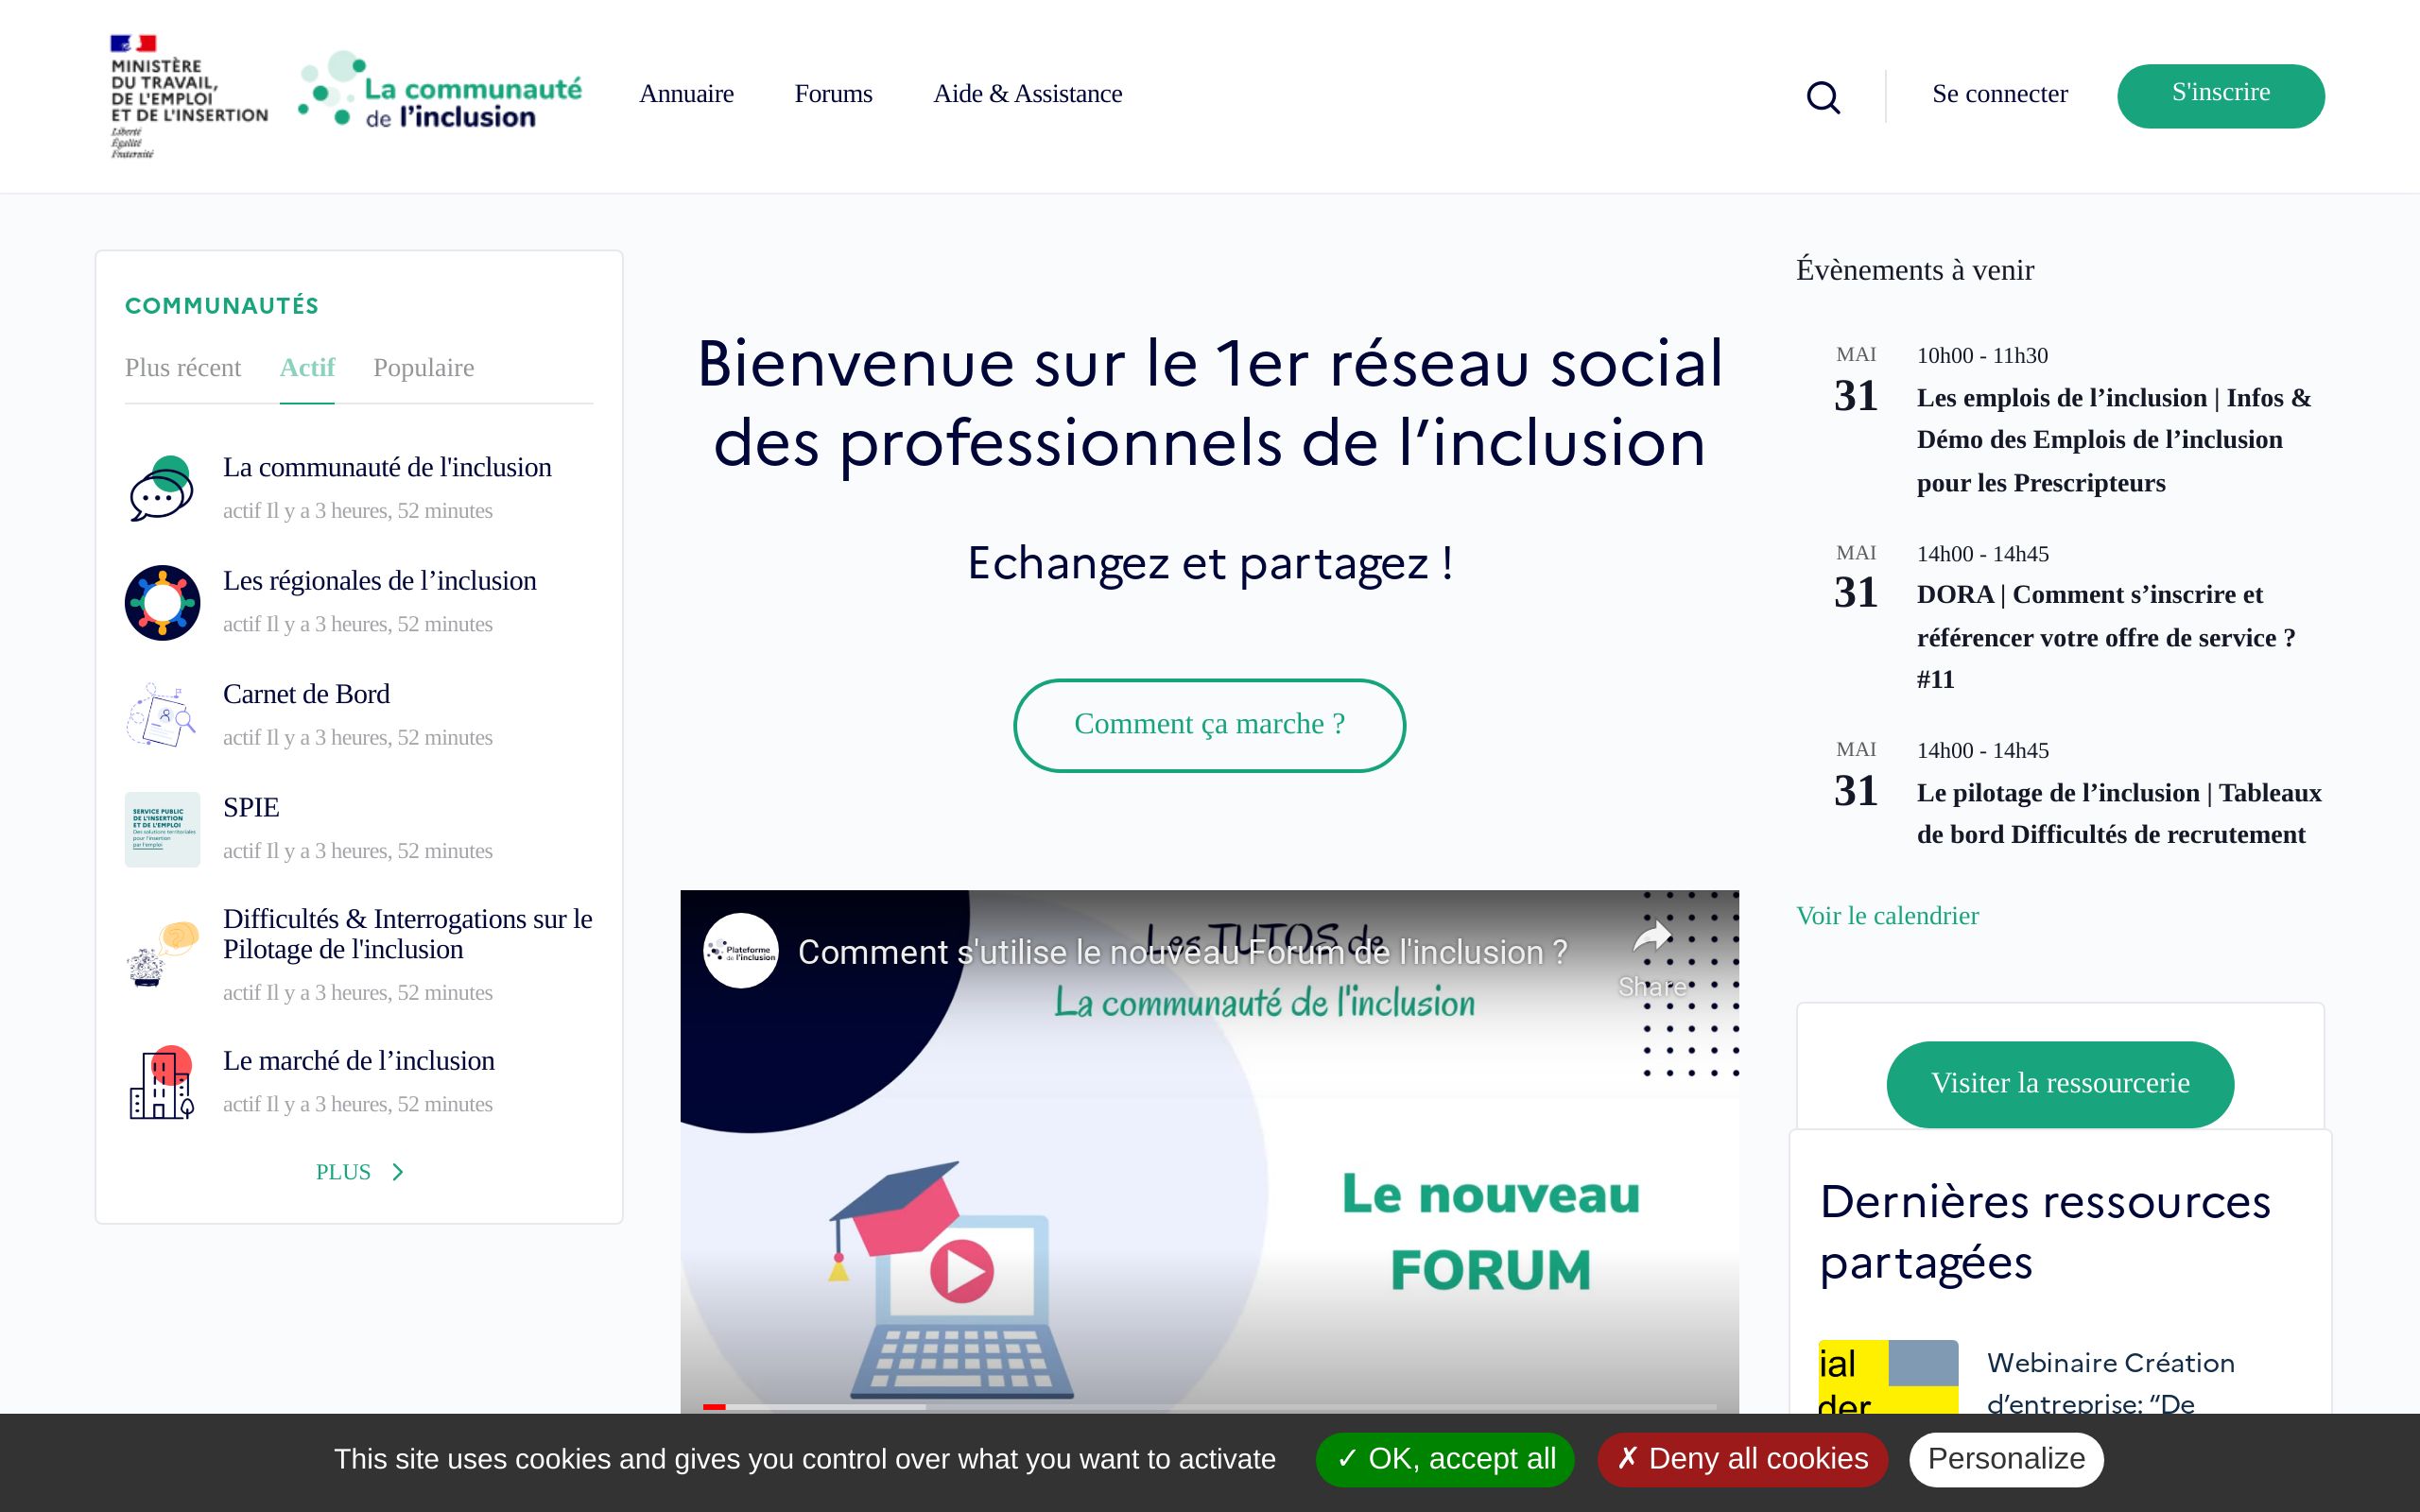 MINISTÈRE
DU TRAVAIL,
DE L'EMPLOI
ET DE L'INSERTION
Liberté
Égalité
Fraternité
La communauté
de l'inclusion
Annuaire
Forums
Aide & Assistance
Se connecter
S'inscrire
COMMUNAUTÉS
Plus récent
Actif
Populaire
La communauté de l'inclusion
actif Il y a 3 heures, 52 minutes
Les régionales de l’inclusion
actif Il y a 3 heures, 52 minutes
Carnet de Bord
actif Il y a 3 heures, 52 minutes
SERVICE PUBLIC
DE L'INSERTION
ET DE L'EMPLOI
Des solutions territoriales
pour l'insertion
par l'emploi
SPIE
actif Il y a 3 heures, 52 minutes
Difficultés & Interrogations sur le
Pilotage de l'inclusion
actif Il y a 3 heures, 52 minutes
Le marché de l’inclusion
actif Il y a 3 heures, 52 minutes
PLUS
Bienvenue sur le 1er réseau social
des professionnels de l’inclusion
Echangez et partagez !
Comment ça marche ?
Plateforme
de l'inclusion
Comment s'utilise le nouveau Forum de l'inclusion ?
Share
Les TUTOS de
La communauté de l'inclusion
Le nouveau
FORUM
Évènements à venir
MAI
31
10h00 - 11h30
Les emplois de l’inclusion | Infos &
Démo des Emplois de l’inclusion
pour les Prescripteurs
MAI
31
14h00 - 14h45
DORA | Comment s’inscrire et
référencer votre offre de service ?
#11
MAI
31
14h00 - 14h45
Le pilotage de l’inclusion | Tableaux
de bord Difficultés de recrutement
Voir le calendrier
Visiter la ressourcerie
Dernières ressources
partagées
ial
der
Webinaire Création
d’entreprise: “De
This site uses cookies and gives you control over what you want to activate
✓ OK, accept all
✗ Deny all cookies
Personalize